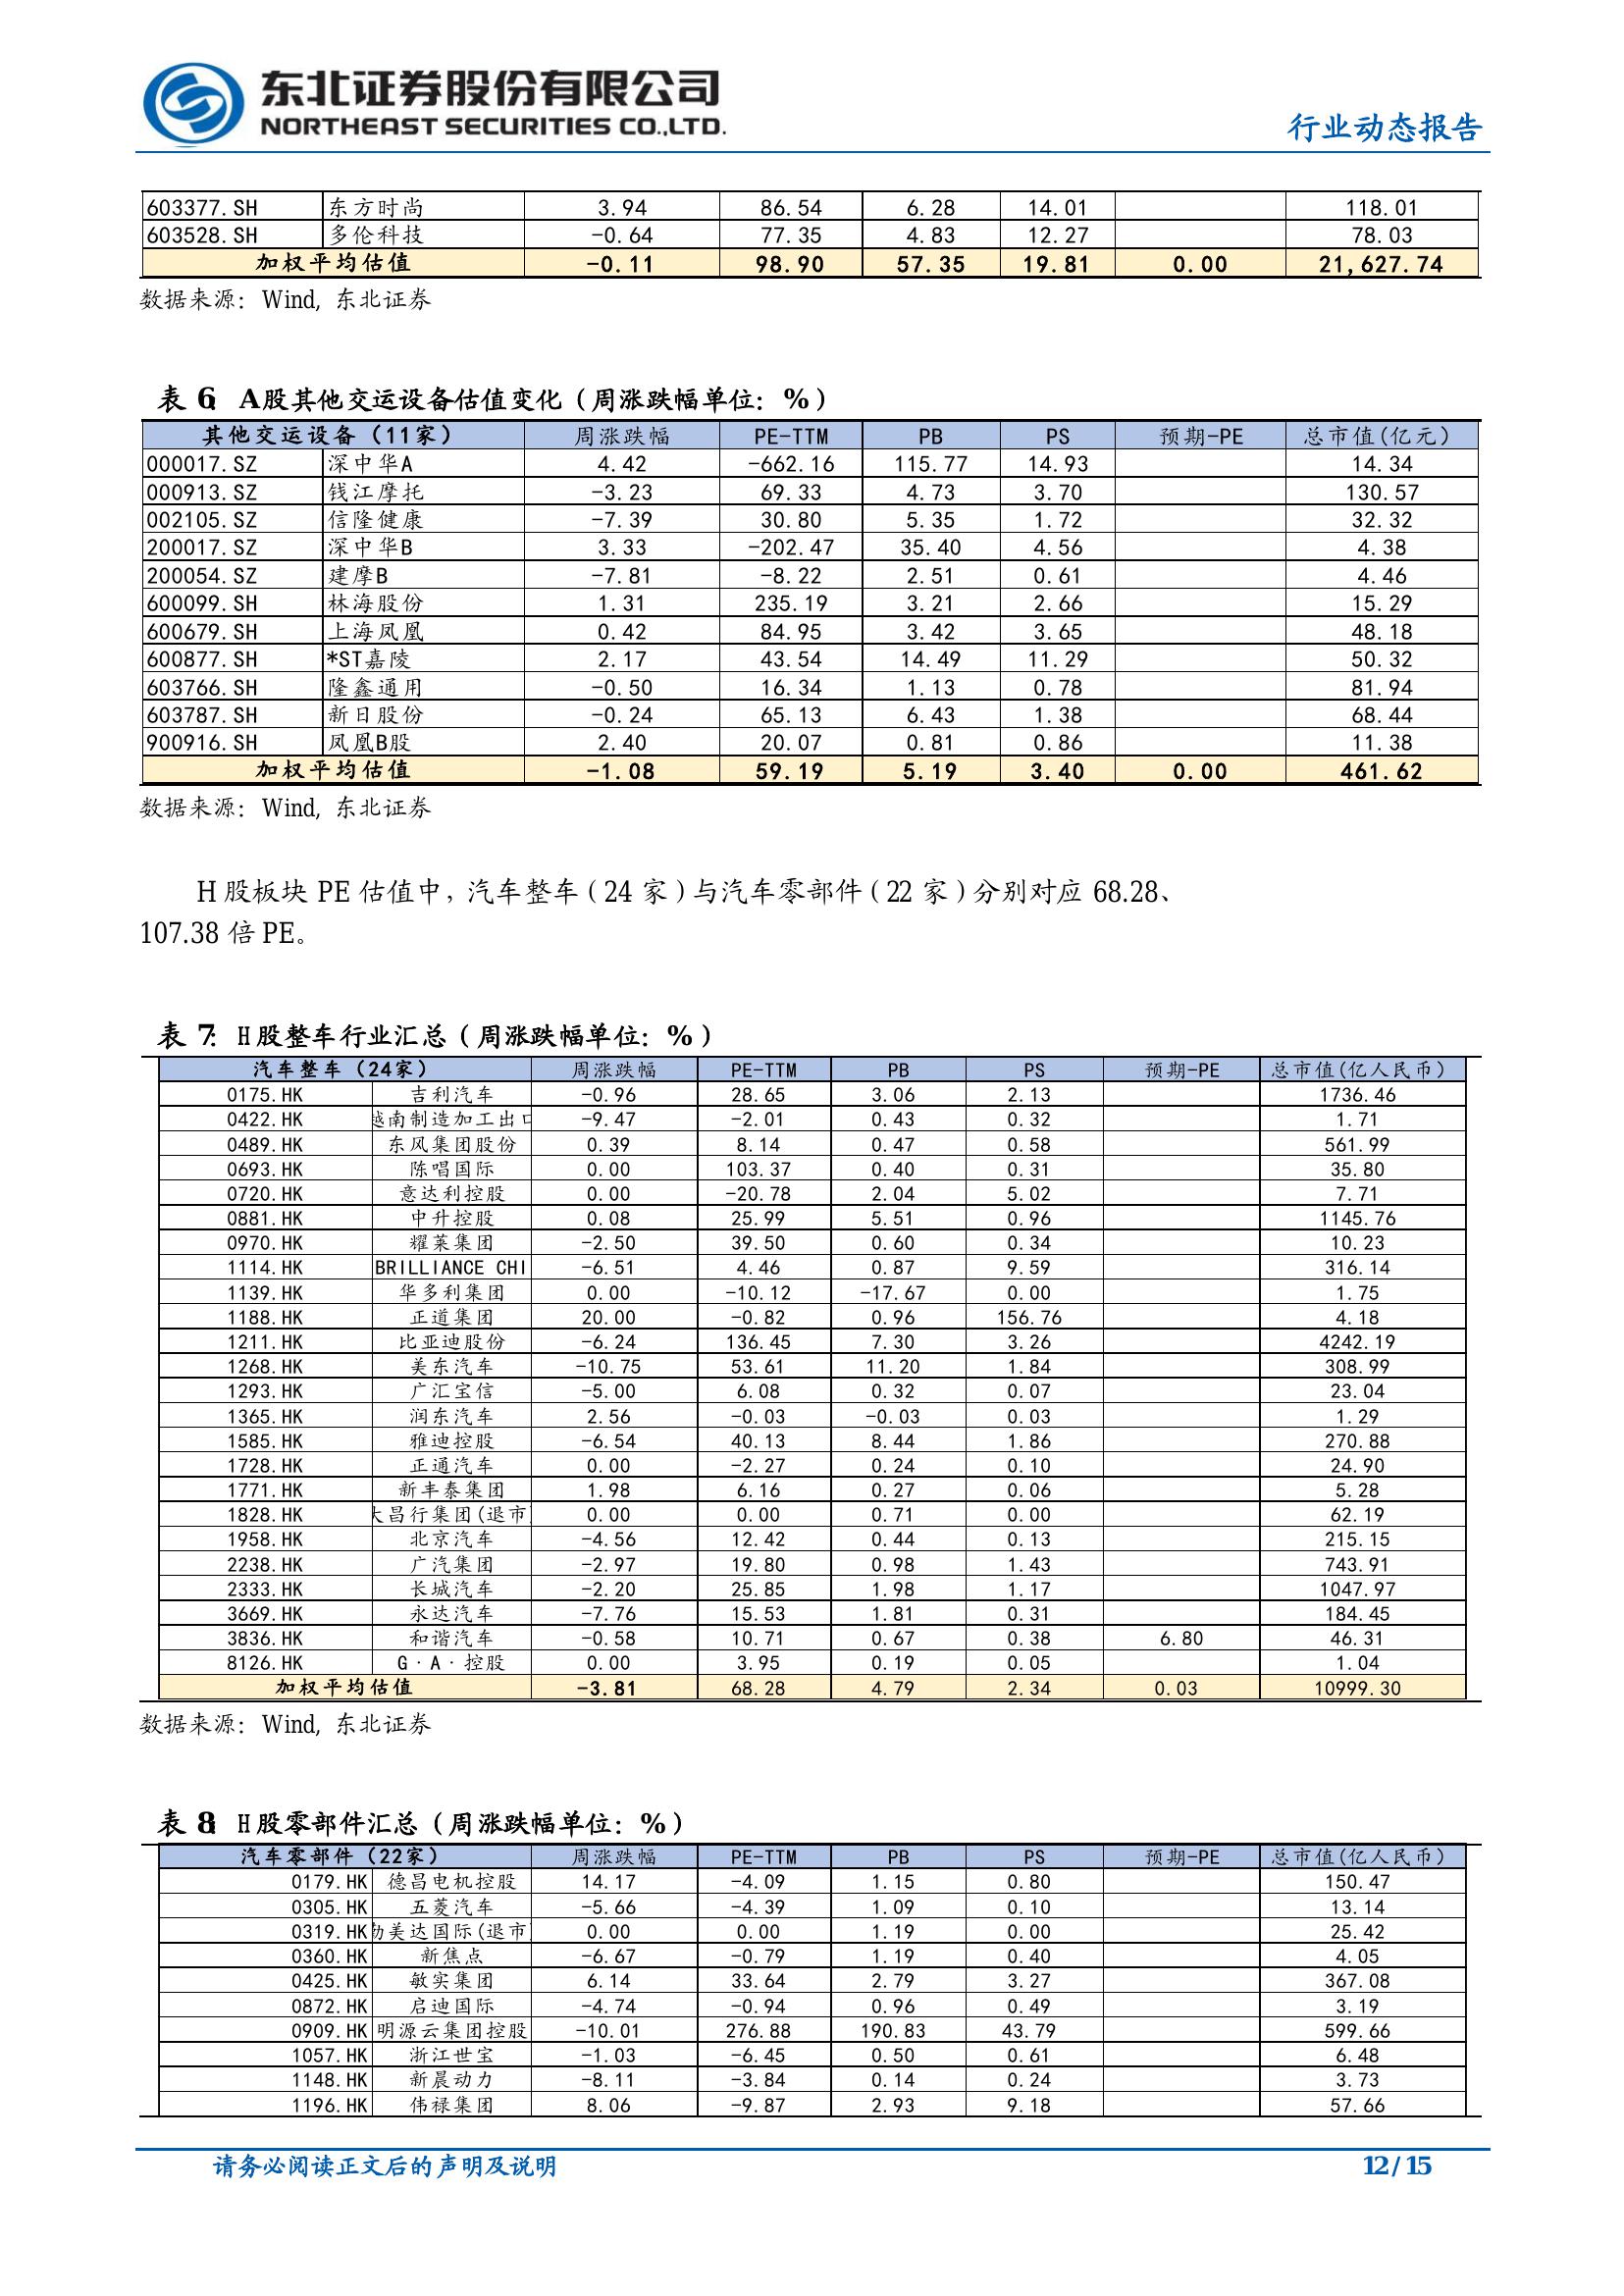 东北证券股份有限公司
NORTHEAST SECURITIES CO.,LTD.
行业动态报告
603377.SH 东方时尚 3.94 86.54 6.28 14.01 118.01
603528.SH 多伦科技 -0.64 77.35 4.83 12.27 78.03
加权平均估值 -0.11 98.90 57.35 19.81 0.00 21,627.74
数据来源：Wind, 东北证券
表 6: A股其他交运设备估值变化（周涨跌幅单位：%）
其他交运设备（11家） 周涨跌幅 PE-TTM PB PS 预期-PE 总市值(亿元)
000017.SZ 深中华A 4.42 -662.16 115.77 14.93 14.34
000913.SZ 钱江摩托 -3.23 69.33 4.73 3.70 130.57
002105.SZ 信隆健康 -7.39 30.80 5.35 1.72 32.32
200017.SZ 深中华B 3.33 -202.47 35.40 4.56 4.38
200054.SZ 建摩B -7.81 -8.22 2.51 0.61 4.46
600099.SH 林海股份 1.31 235.19 3.21 2.66 15.29
600679.SH 上海凤凰 0.42 84.95 3.42 3.65 48.18
600877.SH *ST嘉陵 2.17 43.54 14.49 11.29 50.32
603766.SH 隆鑫通用 -0.50 16.34 1.13 0.78 81.94
603787.SH 新日股份 -0.24 65.13 6.43 1.38 68.44
900916.SH 凤凰B股 2.40 20.07 0.81 0.86 11.38
加权平均估值 -1.08 59.19 5.19 3.40 0.00 461.62
数据来源：Wind, 东北证券
H 股板块 PE 估值中，汽车整车（24 家）与汽车零部件（22 家）分别对应 68.28、
107.38 倍 PE。
表 7: H 股整车行业汇总（周涨跌幅单位：%）
汽车整车（24家） 周涨跌幅 PE-TTM PB PS 预期-PE 总市值(亿人民币)
0175.HK 吉利汽车 -0.96 28.65 3.06 2.13 1736.46
0422.HK 越南制造加工出口 -9.47 -2.01 0.43 0.32 1.71
0489.HK 东风集团股份 0.39 8.14 0.47 0.58 561.99
0693.HK 陈唱国际 0.00 103.37 0.40 0.31 35.80
0720.HK 意达利控股 0.00 -20.78 2.04 5.02 7.71
0881.HK 中升控股 0.08 25.99 5.51 0.96 1145.76
0970.HK 耀莱集团 -2.50 39.50 0.60 0.34 10.23
1114.HK BRILLIANCE CHI -6.51 4.46 0.87 9.59 316.14
1139.HK 华多利集团 0.00 -10.12 -17.67 0.00 1.75
1188.HK 正道集团 20.00 -0.82 0.96 156.76 4.18
1211.HK 比亚迪股份 -6.24 136.45 7.30 3.26 4242.19
1268.HK 美东汽车 -10.75 53.61 11.20 1.84 308.99
1293.HK 广汇宝信 -5.00 6.08 0.32 0.07 23.04
1365.HK 润东汽车 2.56 -0.03 -0.03 0.03 1.29
1585.HK 雅迪控股 -6.54 40.13 8.44 1.86 270.88
1728.HK 正通汽车 0.00 -2.27 0.24 0.10 24.90
1771.HK 新丰泰集团 1.98 6.16 0.27 0.06 5.28
1828.HK 大昌行集团(退市) 0.00 0.00 0.71 0.00 62.19
1958.HK 北京汽车 -4.56 12.42 0.44 0.13 215.15
2238.HK 广汽集团 -2.97 19.80 0.98 1.43 743.91
2333.HK 长城汽车 -2.20 25.85 1.98 1.17 1047.97
3669.HK 永达汽车 -7.76 15.53 1.81 0.31 184.45
3836.HK 和谐汽车 -0.58 10.71 0.67 0.38 6.80 46.31
8126.HK G·A·控股 0.00 3.95 0.19 0.05 1.04
加权平均估值 -3.81 68.28 4.79 2.34 0.03 10999.30
数据来源：Wind, 东北证券
表 8: H 股零部件汇总（周涨跌幅单位：%）
汽车零部件（22家） 周涨跌幅 PE-TTM PB PS 预期-PE 总市值(亿人民币)
0179.HK 德昌电机控股 14.17 -4.09 1.15 0.80 150.47
0305.HK 五菱汽车 -5.66 -4.39 1.09 0.10 13.14
0319.HK 勋美达国际(退市) 0.00 0.00 1.19 0.00 25.42
0360.HK 新焦点 -6.67 -0.79 1.19 0.40 4.05
0425.HK 敏实集团 6.14 33.64 2.79 3.27 367.08
0872.HK 启迪国际 -4.74 -0.94 0.96 0.49 3.19
0909.HK 明源云集团控股 -10.01 276.88 190.83 43.79 599.66
1057.HK 浙江世宝 -1.03 -6.45 0.50 0.61 6.48
1148.HK 新晨动力 -8.11 -3.84 0.14 0.24 3.73
1196.HK 伟禄集团 8.06 -9.87 2.93 9.18 57.66
请务必阅读正文后的声明及说明
12 / 15